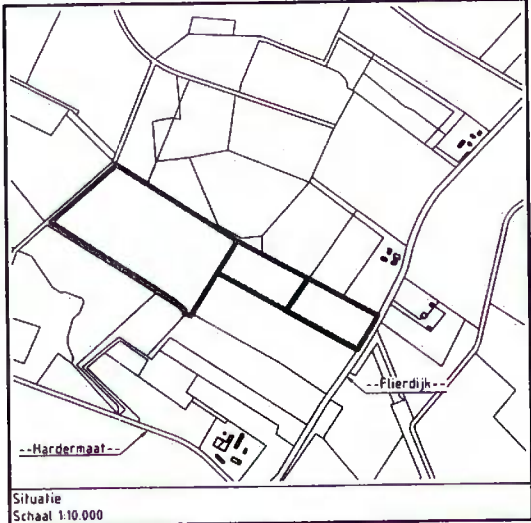 --Flierdijk--
--Hardermaat--
Situatie
Schaal 1:10.000